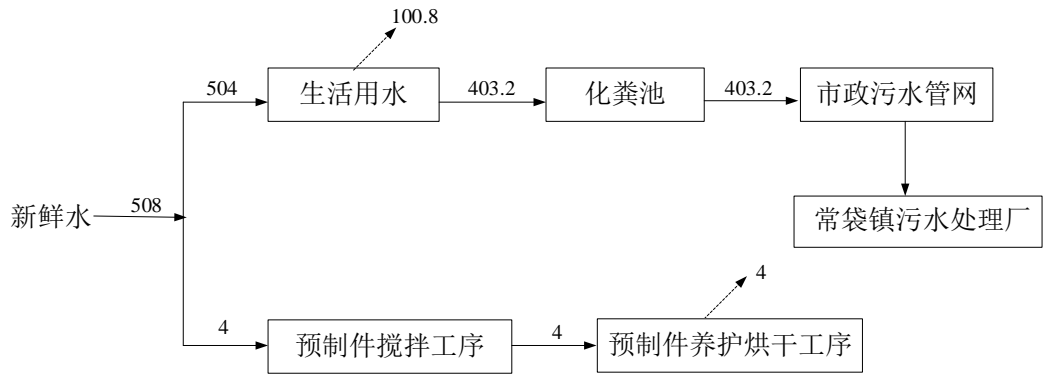 100.8
504
生活用水
403.2
化粪池
403.2
市政污水管网
新鲜水
508
常袋镇污水处理厂
4
4
预制件搅拌工序
4
预制件养护烘干工序